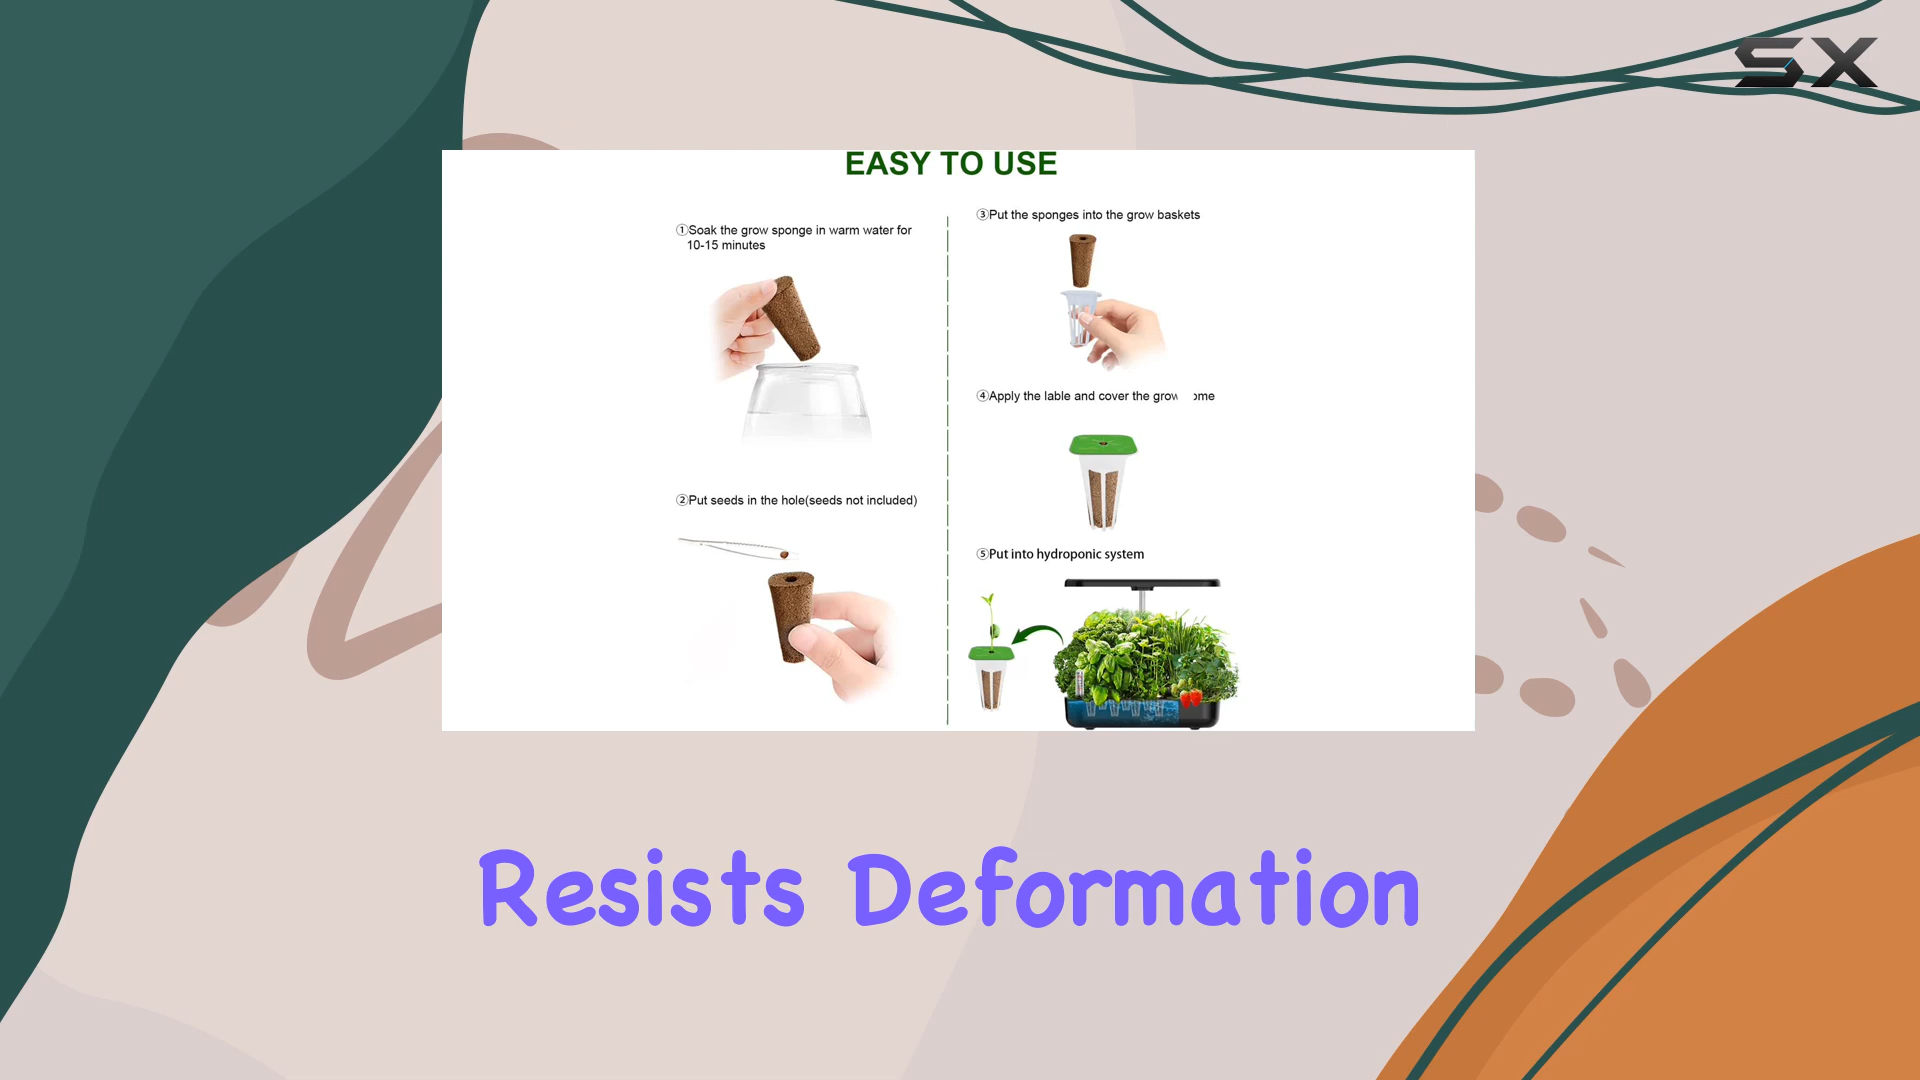 SX
EASY TO USE
①Soak the grow sponge in warm water for
10-15 minutes
②Put seeds in the hole(seeds not included)
③Put the sponges into the grow baskets
④Apply the lable and cover the
⑤Put into hydroponic system
Resists Deformation